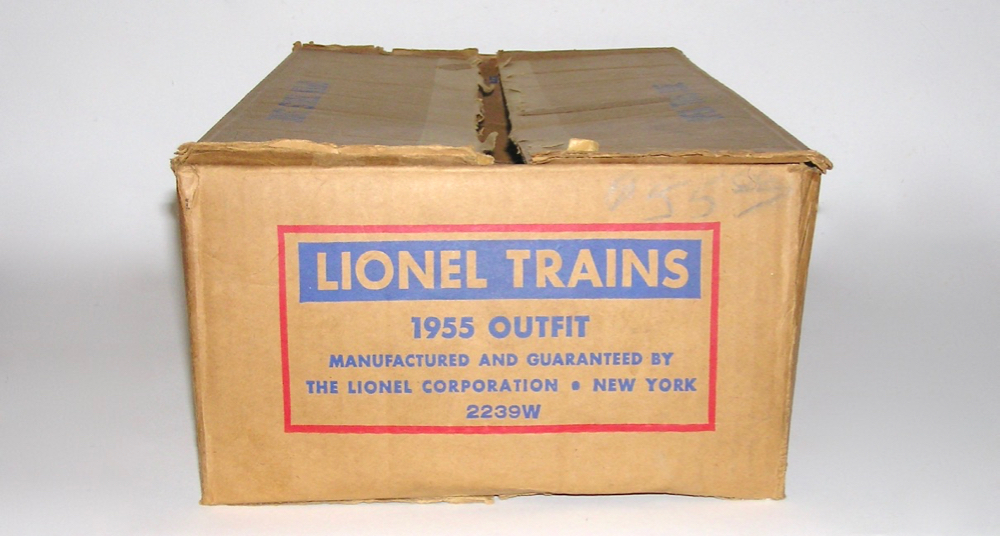 LIONEL TRAINS
1955 OUTFIT
MANUFACTURED AND GUARANTEED BY
THE LIONEL CORPORATION • NEW YORK
2239W